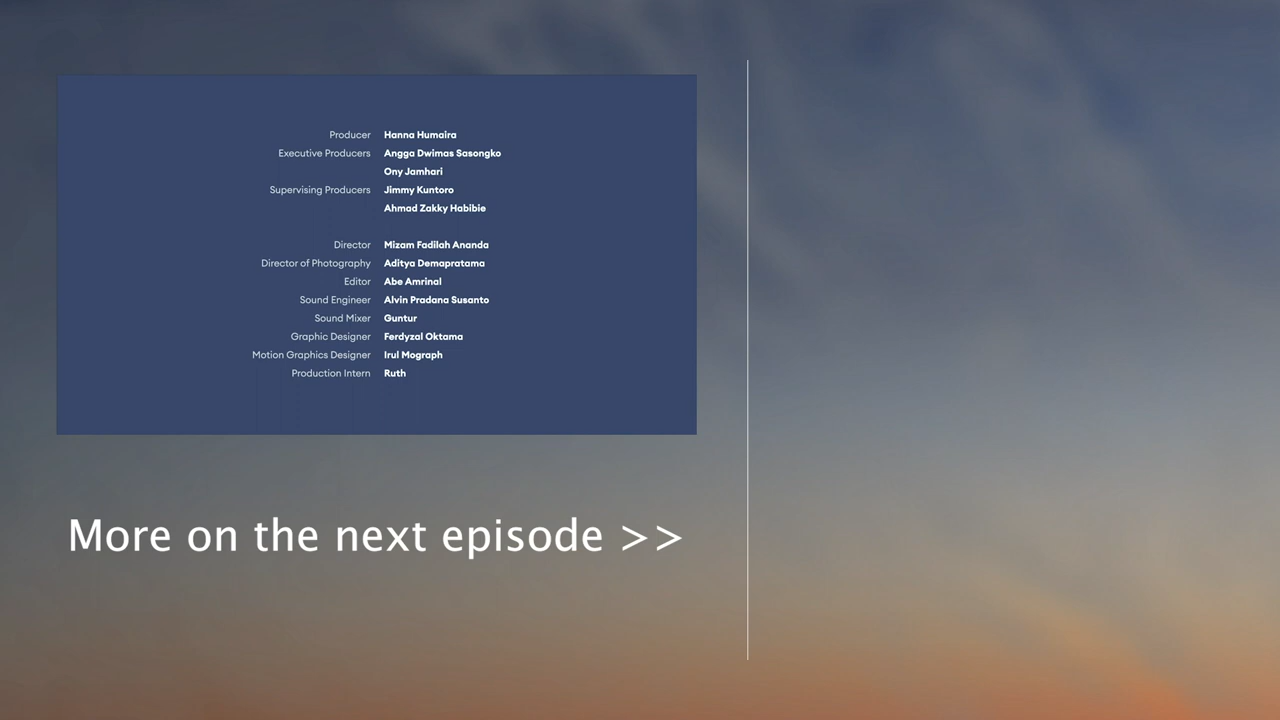 Producer Hanna Humaira
Executive Producers Angga Dwimas Sasongko
Ony Jamhari
Supervising Producers Jimmy Kuntoro
Ahmad Zakky Habibie
Director Mizam Fadilah Ananda
Director of Photography Aditya Demapratama
Editor Abe Amrinal
Sound Engineer Alvin Pradana Susanto
Sound Mixer Guntur
Graphic Designer Ferdyzal Oktama
Motion Graphics Designer Irul Mograph
Production Intern Ruth
More on the next episode >>